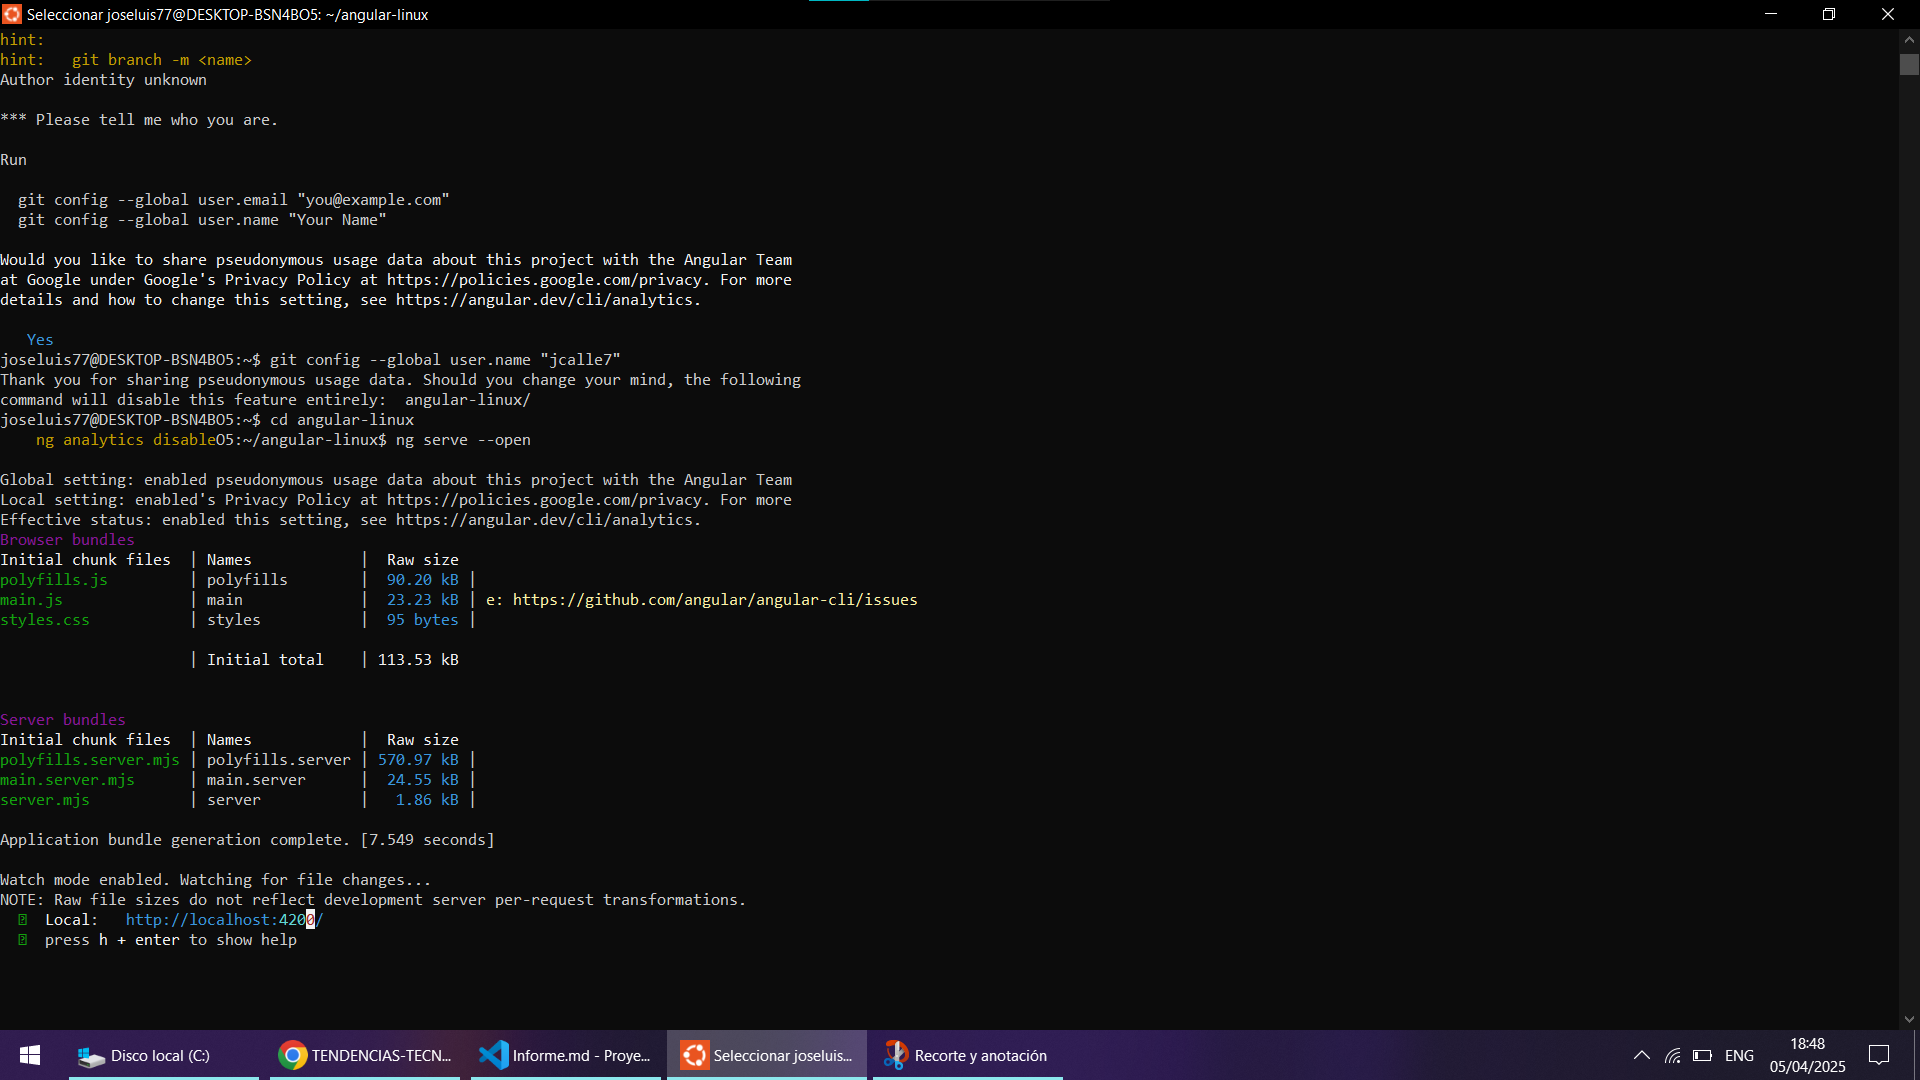 Seleccionar joseluis77@DESKTOP-BSN4BO5: ~/angular-linux
hint:
hint:   git branch -m <name>
Author identity unknown
*** Please tell me who you are.
Run
  git config --global user.email "you@example.com"
  git config --global user.name "Your Name"
Would you like to share pseudonymous usage data about this project with the Angular Team
at Google under Google's Privacy Policy at https://policies.google.com/privacy. For more
details and how to change this setting, see https://angular.dev/cli/analytics.
   Yes
joseluis77@DESKTOP-BSN4BO5:~$ git config --global user.name "jcalle7"
Thank you for sharing pseudonymous usage data. Should you change your mind, the following
command will disable this feature entirely:  angular-linux/
joseluis77@DESKTOP-BSN4BO5:~$ cd angular-linux
    ng analytics disableO5:~/angular-linux$ ng serve --open
Global setting: enabled pseudonymous usage data about this project with the Angular Team
Local setting: enabled's Privacy Policy at https://policies.google.com/privacy. For more
Effective status: enabled this setting, see https://angular.dev/cli/analytics.
Browser bundles
Initial chunk files  | Names            |  Raw size
polyfills.js         | polyfills        |  90.20 kB |
main.js              | main             |  23.23 kB | e: https://github.com/angular/angular-cli/issues
styles.css           | styles           |  95 bytes |
                     | Initial total    | 113.53 kB
Server bundles
Initial chunk files  | Names            |  Raw size
polyfills.server.mjs | polyfills.server | 570.97 kB |
main.server.mjs      | main.server      |  24.55 kB |
server.mjs           | server           |   1.86 kB |
Application bundle generation complete. [7.549 seconds]
Watch mode enabled. Watching for file changes...
NOTE: Raw file sizes do not reflect development server per-request transformations.
  Local:   http://localhost:4200/
  press h + enter to show help
Disco local (C:)
TENDENCIAS-TECN...
Informe.md - Proye...
Seleccionar joseluis...
Recorte y anotación
ENG
18:48
05/04/2025